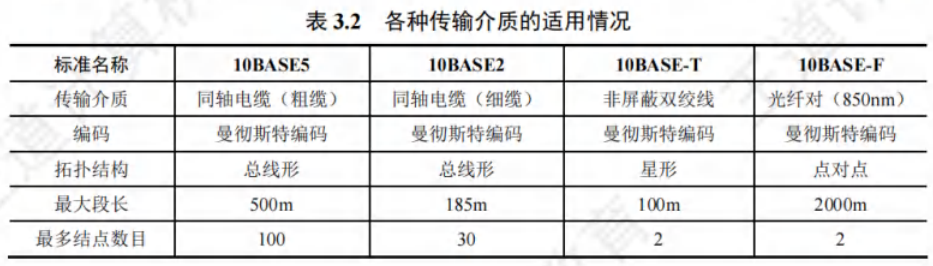 表 3.2 各种传输介质的适用情况
标准名称 10BASE5 10BASE2 10BASE-T 10BASE-F
传输介质 同轴电缆（粗缆） 同轴电缆（细缆） 非屏蔽双绞线 光纤对（850nm）
编码 曼彻斯特编码 曼彻斯特编码 曼彻斯特编码 曼彻斯特编码
拓扑结构 总线形 总线形 星形 点对点
最大段长 500m 185m 100m 2000m
最多结点数目 100 30 2 2